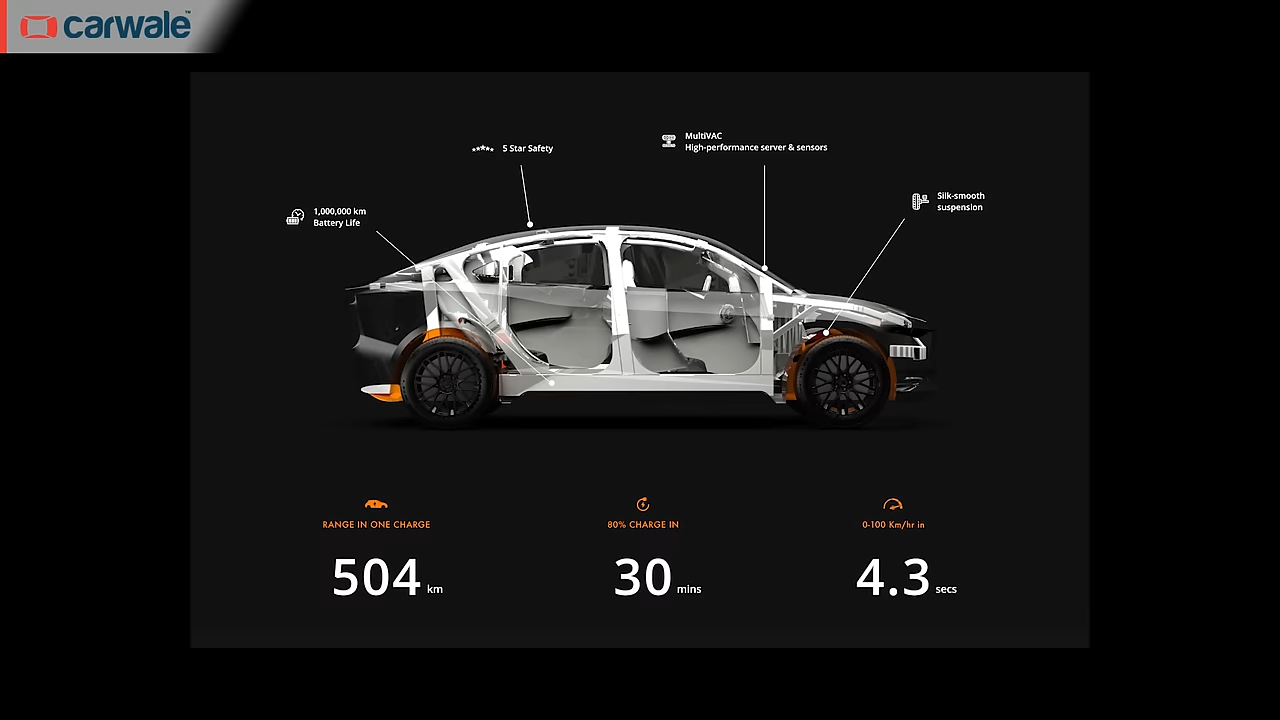 carwale™
5 Star Safety
MultiVAC
High-performance server & sensors
1,000,000 km
Battery Life
Silk-smooth
suspension
RANGE IN ONE CHARGE
504 km
80% CHARGE IN
30 mins
0-100 Km/hr in
4.3 secs